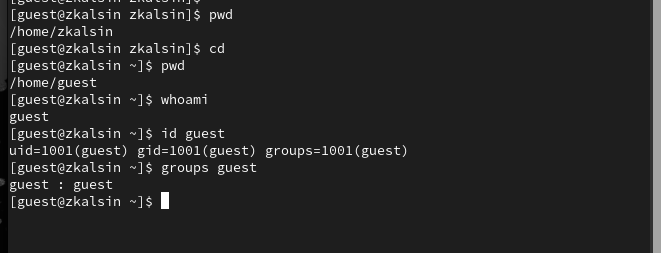 [guest@zkalsin zkalsin]$ pwd
/home/zkalsin
[guest@zkalsin zkalsin]$ cd
[guest@zkalsin ~]$ pwd
/home/guest
[guest@zkalsin ~]$ whoami
guest
[guest@zkalsin ~]$ id guest
uid=1001(guest) gid=1001(guest) groups=1001(guest)
[guest@zkalsin ~]$ groups guest
guest : guest
[guest@zkalsin ~]$